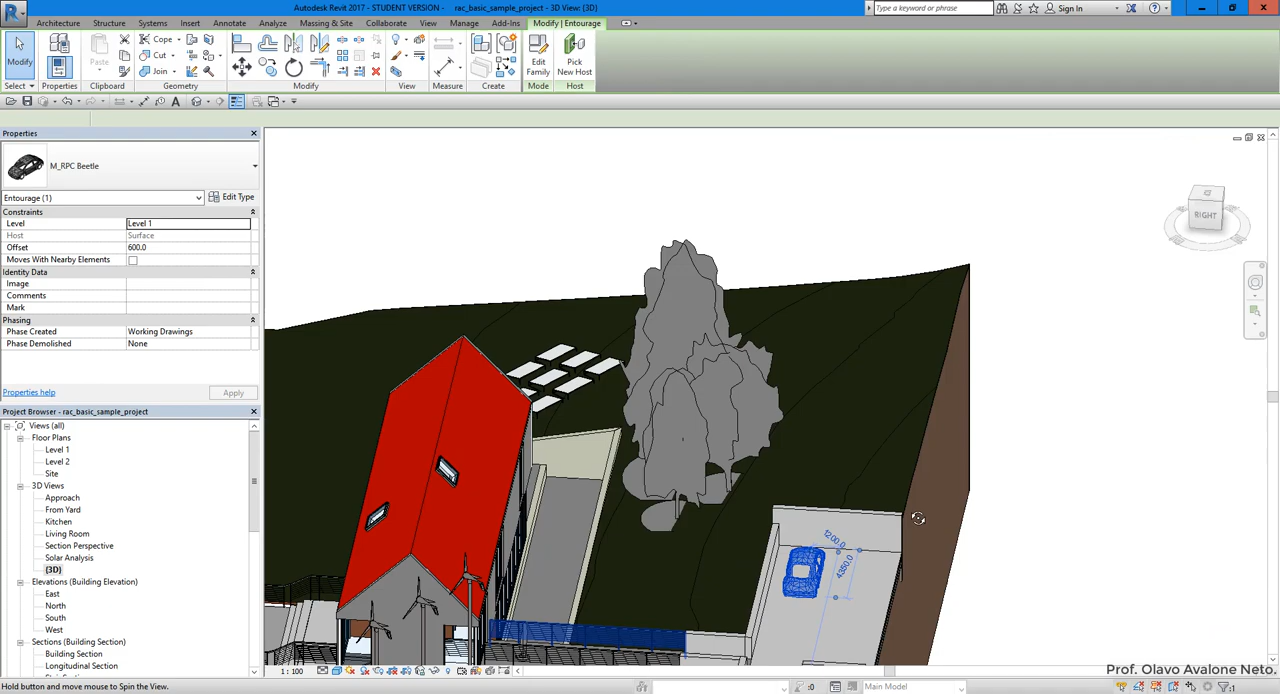 Autodesk Revit 2017 - STUDENT VERSION - rac_basic_sample_project - 3D View: {3D}
Type a keyword or phrase
Sign In
Architecture Structure Systems Insert Annotate Analyze Massing & Site Collaborate View Manage Add-Ins Modify | Entourage
Modify
Paste
Cope
Cut
Join
Edit
Family
Pick
New Host
Select Properties Clipboard Geometry Modify View Measure Create Mode Host
Properties
M_RPC Beetle
Entourage (1)
Edit Type
Constraints
Level Level 1
Host Surface
Offset 600.0
Moves With Nearby Elements
Identity Data
Image
Comments
Mark
Phasing
Phase Created Working Drawings
Phase Demolished None
Properties help
Apply
Project Browser - rac_basic_sample_project
Views (all)
Floor Plans
Level 1
Level 2
Site
3D Views
Approach
From Yard
Kitchen
Living Room
Section Perspective
Solar Analysis
{3D}
Elevations (Building Elevation)
East
North
South
West
Sections (Building Section)
Building Section
Longitudinal Section
RIGHT
1200.0
4350.0
1 : 100
Prof. Olavo Avalone Neto.
Hold button and move mouse to Spin the View.
:0
Main Model
:1